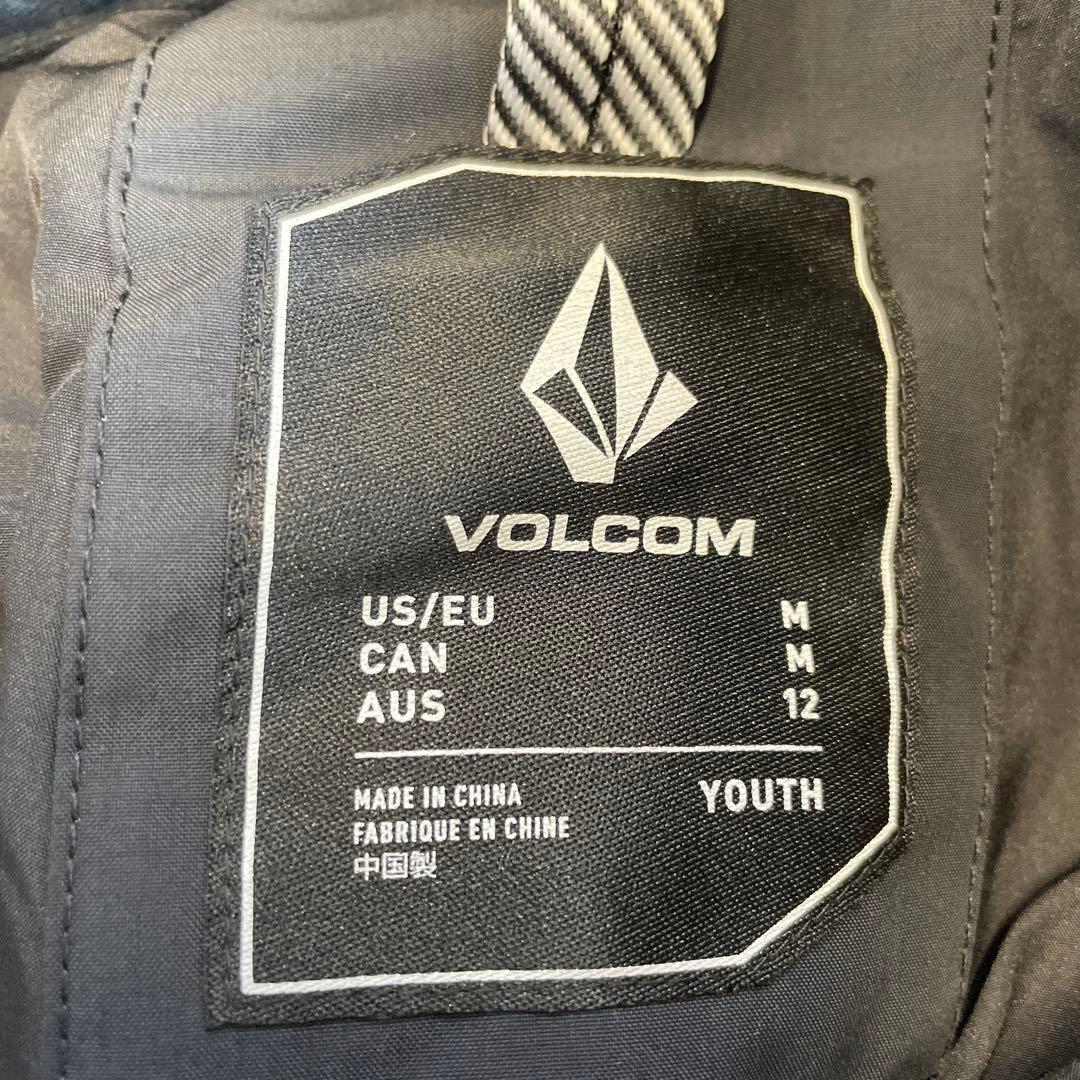 VOLCOM
US/EU M
CAN M
AUS 12
MADE IN CHINA YOUTH
FABRIQUE EN CHINE
中国製